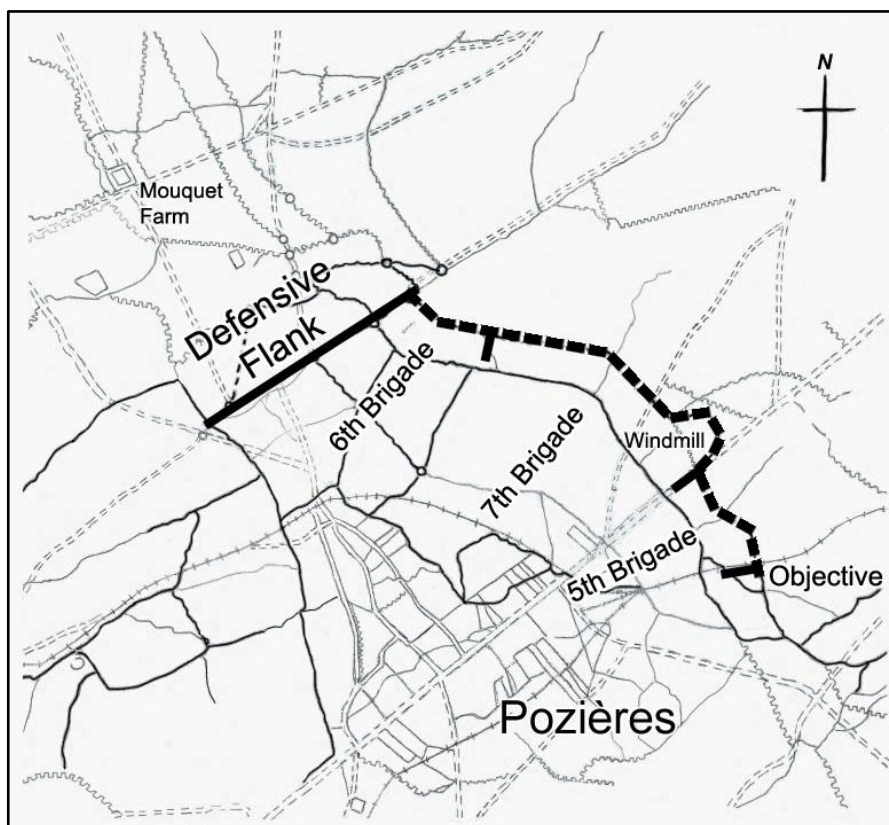 N
Mouquet
Farm
Defensive
Flank
6th Brigade
7th Brigade
Windmill
5th Brigade
Objective
Pozières